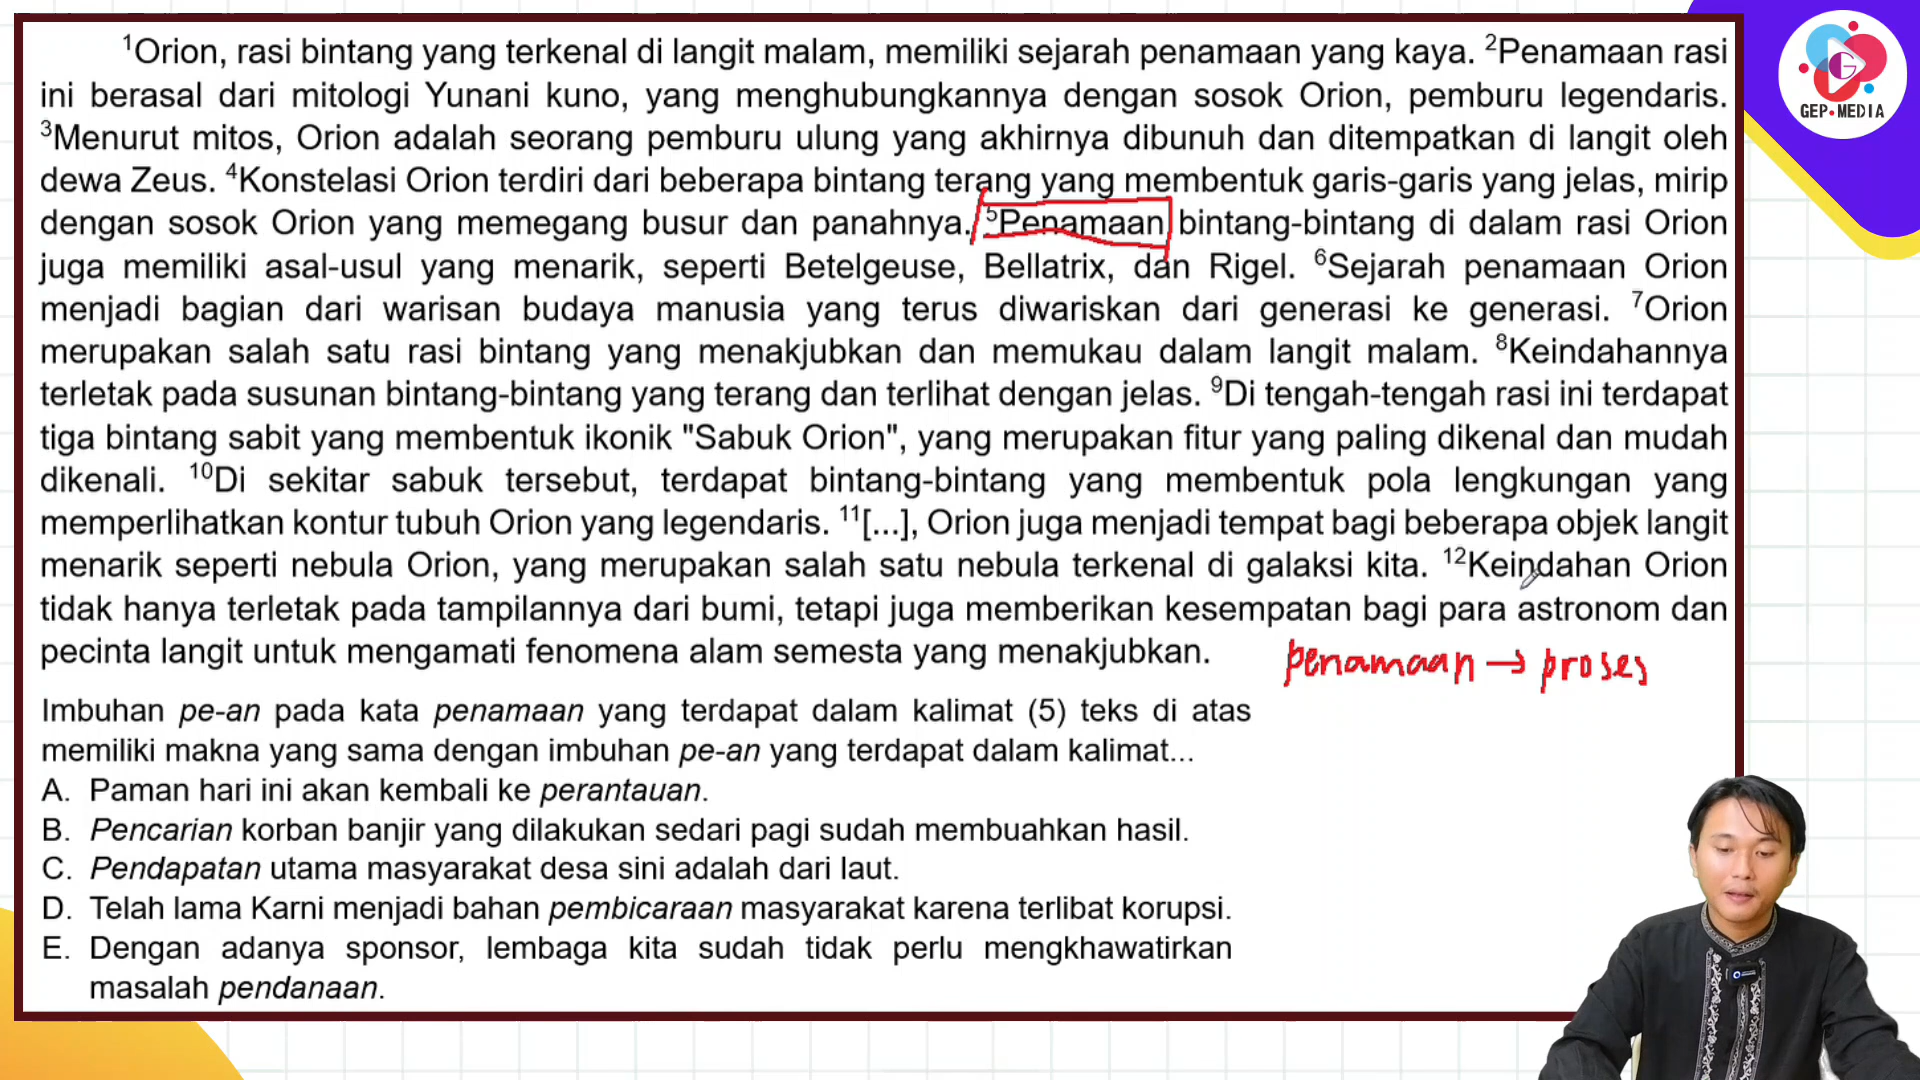 ¹Orion, rasi bintang yang terkenal di langit malam, memiliki sejarah penamaan yang kaya. ²Penamaan rasi
ini berasal dari mitologi Yunani kuno, yang menghubungkannya dengan sosok Orion, pemburu legendaris.
³Menurut mitos, Orion adalah seorang pemburu ulung yang akhirnya dibunuh dan ditempatkan di langit oleh
dewa Zeus. ⁴Konstelasi Orion terdiri dari beberapa bintang terang yang membentuk garis-garis yang jelas, mirip
dengan sosok Orion yang memegang busur dan panahnya. ⁵Penamaan bintang-bintang di dalam rasi Orion
juga memiliki asal-usul yang menarik, seperti Betelgeuse, Bellatrix, dan Rigel. ⁶Sejarah penamaan Orion
menjadi bagian dari warisan budaya manusia yang terus diwariskan dari generasi ke generasi. ⁷Orion
merupakan salah satu rasi bintang yang menakjubkan dan memukau dalam langit malam. ⁸Keindahannya
terletak pada susunan bintang-bintang yang terang dan terlihat dengan jelas. ⁹Di tengah-tengah rasi ini terdapat
tiga bintang sabit yang membentuk ikonik "Sabuk Orion", yang merupakan fitur yang paling dikenal dan mudah
dikenali. ¹⁰Di sekitar sabuk tersebut, terdapat bintang-bintang yang membentuk pola lengkungan yang
memperlihatkan kontur tubuh Orion yang legendaris. ¹¹[...], Orion juga menjadi tempat bagi beberapa objek langit
menarik seperti nebula Orion, yang merupakan salah satu nebula terkenal di galaksi kita. ¹²Keindahan Orion
tidak hanya terletak pada tampilannya dari bumi, tetapi juga memberikan kesempatan bagi para astronom dan
pecinta langit untuk mengamati fenomena alam semesta yang menakjubkan.
penamaan → proses
Imbuhan pe-an pada kata penamaan yang terdapat dalam kalimat (5) teks di atas
memiliki makna yang sama dengan imbuhan pe-an yang terdapat dalam kalimat...
A. Paman hari ini akan kembali ke perantauan.
B. Pencarian korban banjir yang dilakukan sedari pagi sudah membuahkan hasil.
C. Pendapatan utama masyarakat desa sini adalah dari laut.
D. Telah lama Karni menjadi bahan pembicaraan masyarakat karena terlibat korupsi.
E. Dengan adanya sponsor, lembaga kita sudah tidak perlu mengkhawatirkan
masalah pendanaan.
G
GEP•MEDIA